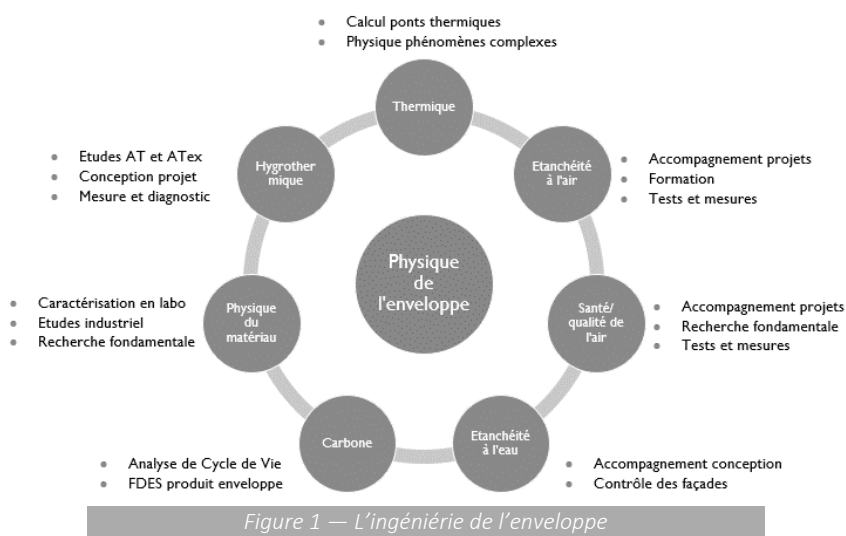 • Calcul ponts thermiques
• Physique phénomènes complexes
Thermique
Etanchéité
à l'air
• Accompagnement projets
• Formation
• Tests et mesures
Santé/
qualité de
l'air
• Accompagnement projets
• Recherche fondamentale
• Tests et mesures
Etanchéité
à l'eau
• Accompagnement conception
• Contrôle des façades
Carbone
• Analyse de Cycle de Vie
• FDES produit enveloppe
Physique
du
matériau
• Caractérisation en labo
• Etudes industriel
• Recherche fondamentale
Hygrother
mique
• Etudes AT et ATex
• Conception projet
• Mesure et diagnostic
Physique
de
l'enveloppe
Figure 1 — L’ingéniérie de l’enveloppe